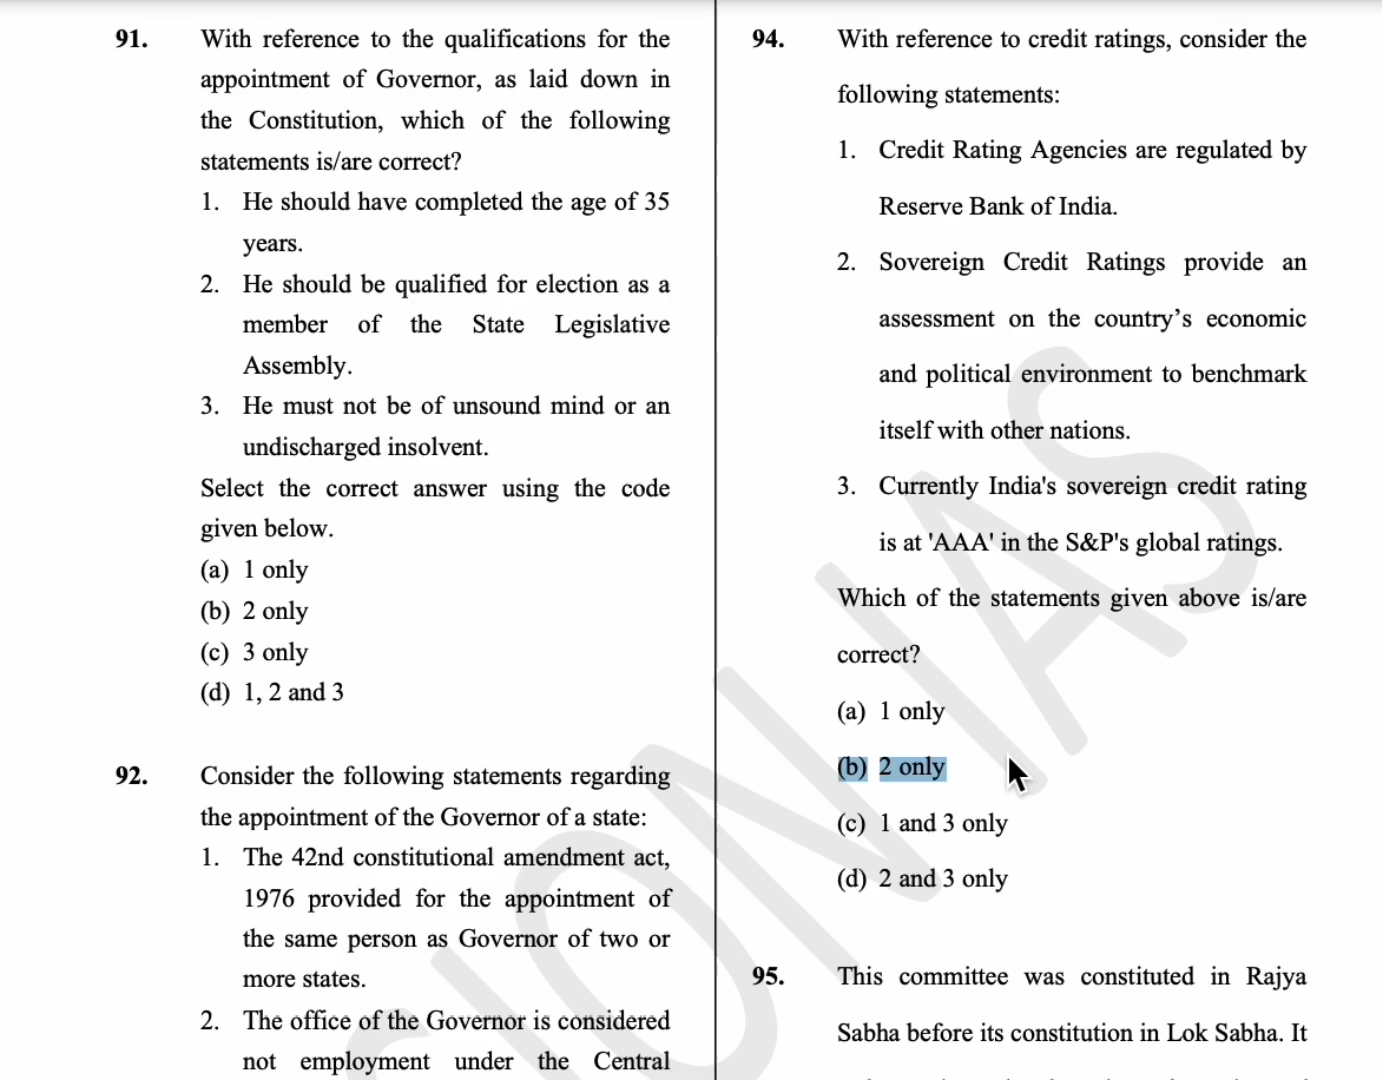 91. With reference to the qualifications for the
appointment of Governor, as laid down in
the Constitution, which of the following
statements is/are correct?
1. He should have completed the age of 35
years.
2. He should be qualified for election as a
member of the State Legislative
Assembly.
3. He must not be of unsound mind or an
undischarged insolvent.
Select the correct answer using the code
given below.
(a) 1 only
(b) 2 only
(c) 3 only
(d) 1, 2 and 3
92. Consider the following statements regarding
the appointment of the Governor of a state:
1. The 42nd constitutional amendment act,
1976 provided for the appointment of
the same person as Governor of two or
more states.
2. The office of the Governor is considered
not employment under the Central
94. With reference to credit ratings, consider the
following statements:
1. Credit Rating Agencies are regulated by
Reserve Bank of India.
2. Sovereign Credit Ratings provide an
assessment on the country’s economic
and political environment to benchmark
itself with other nations.
3. Currently India's sovereign credit rating
is at 'AAA' in the S&P's global ratings.
Which of the statements given above is/are
correct?
(a) 1 only
(b) 2 only
(c) 1 and 3 only
(d) 2 and 3 only
95. This committee was constituted in Rajya
Sabha before its constitution in Lok Sabha. It
SION IAS